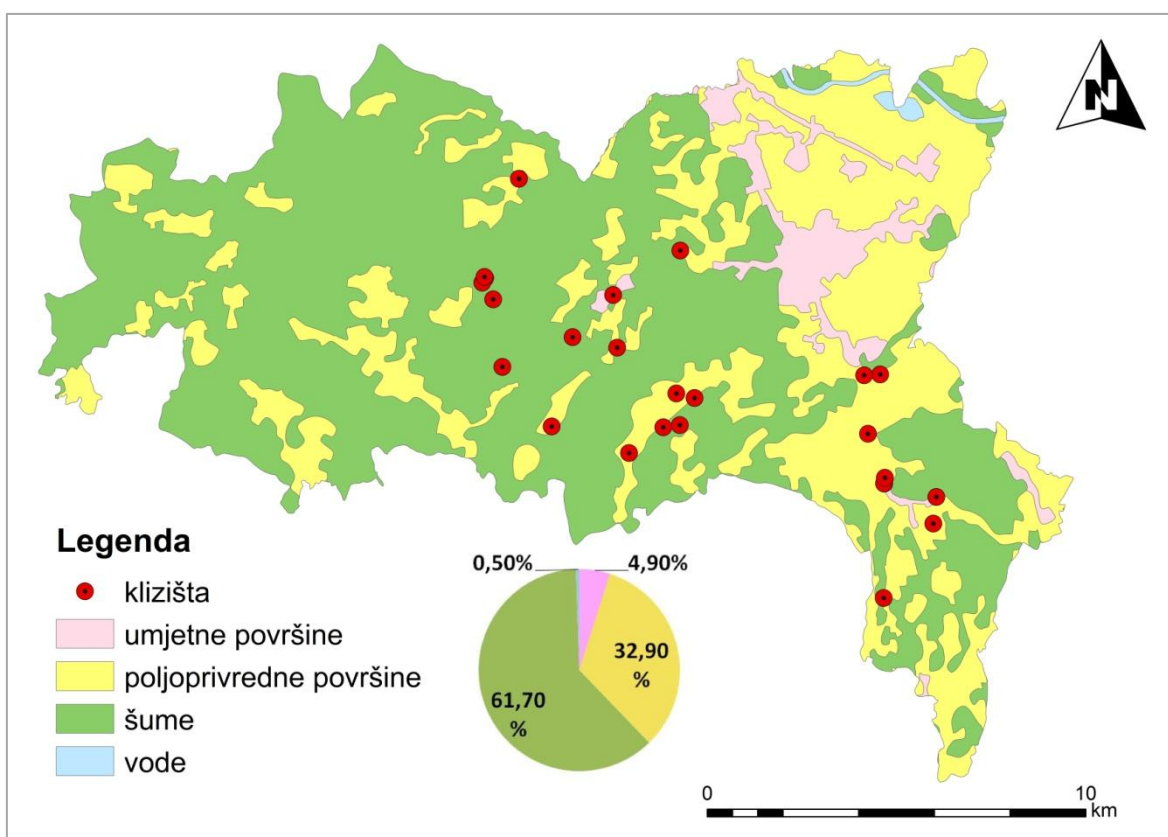 N
Legenda
klizišta
umjetne površine
poljoprivredne površine
šume
vode
0,50%
4,90%
32,90
%
61,70
%
0
10
km